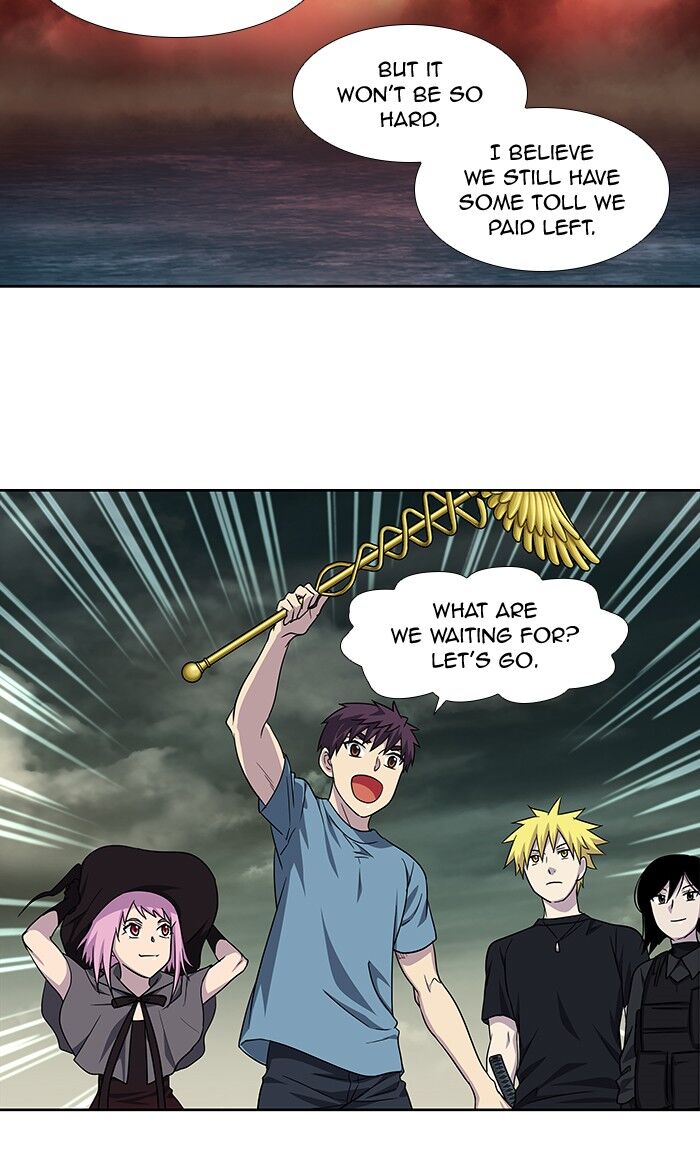 BUT IT
WON'T BE SO
HARD.
I BELIEVE
WE STILL HAVE
SOME TOLL WE
PAID LEFT.
WHAT ARE
WE WAITING FOR?
LET'S GO.